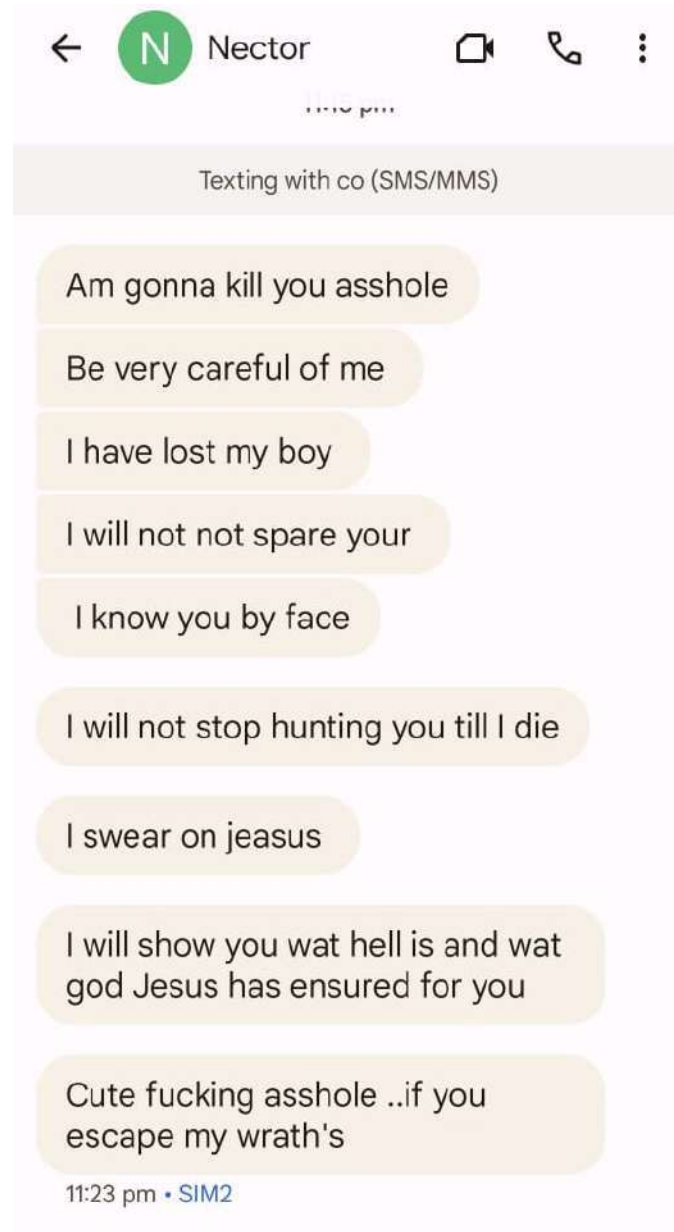 N Nector
Texting with co (SMS/MMS)
Am gonna kill you asshole
Be very careful of me
I have lost my boy
I will not not spare your
I know you by face
I will not stop hunting you till I die
I swear on jeasus
I will show you wat hell is and wat
god Jesus has ensured for you
Cute fucking asshole ..if you
escape my wrath's
11:23 pm • SIM2